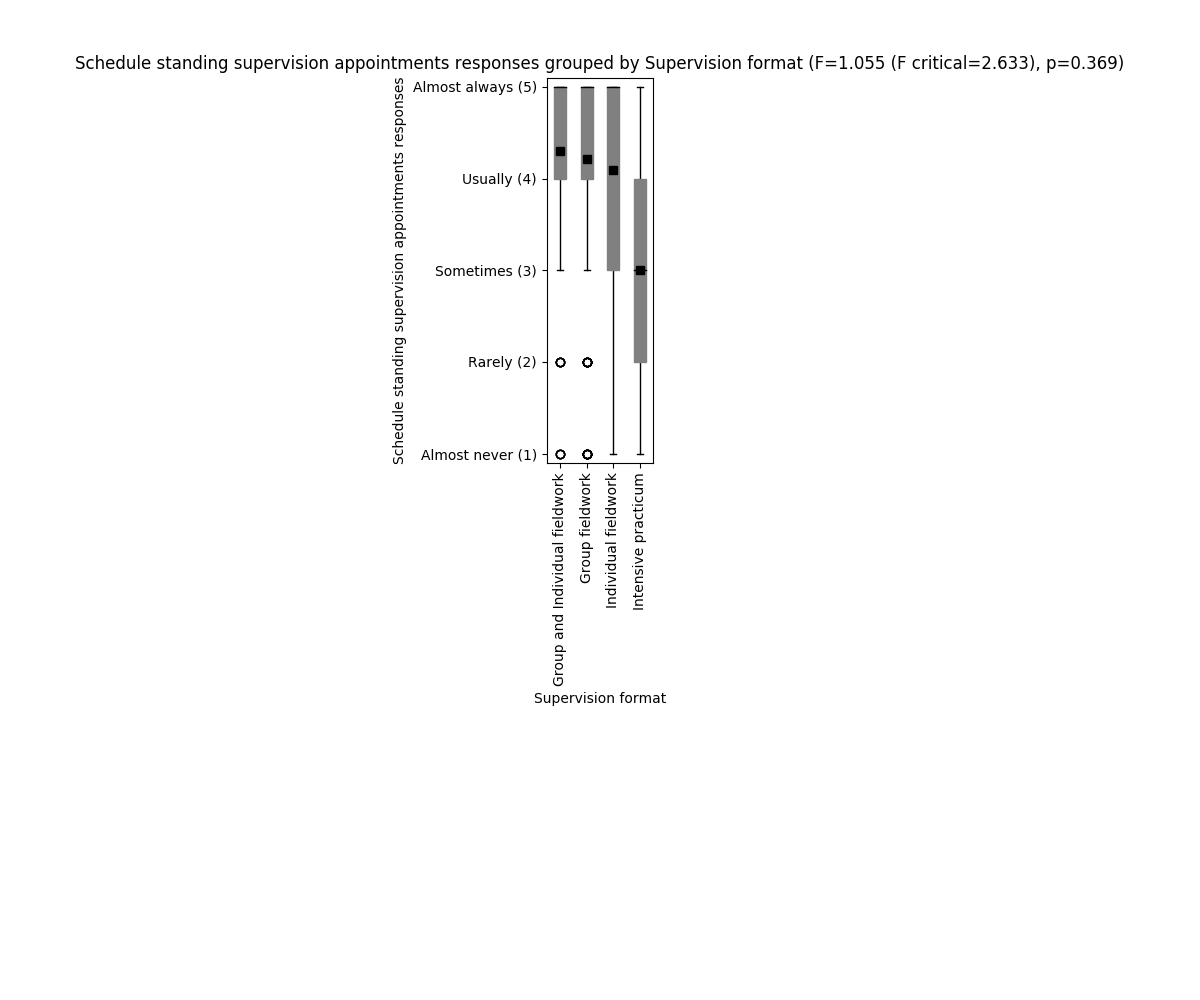 Schedule standing supervision appointments responses grouped by Supervision format (F=1.055 (F critical=2.633), p=0.369)
Schedule standing supervision appointments responses
Almost always (5)
Usually (4)
Sometimes (3)
Rarely (2)
Almost never (1)
Group and Individual fieldwork
Group fieldwork
Individual fieldwork
Intensive practicum
Supervision format